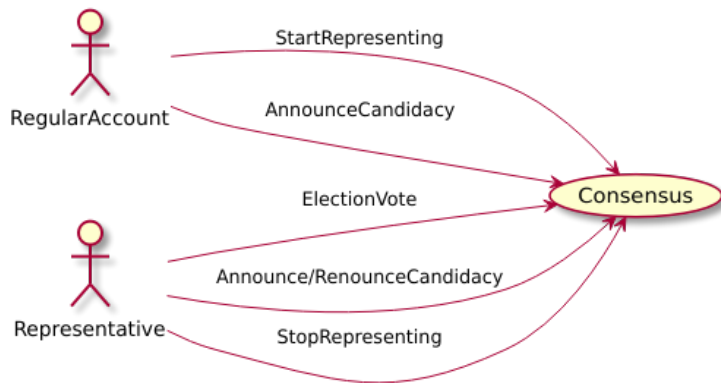 StartRepresenting
RegularAccount
AnnounceCandidacy
Consensus
ElectionVote
Announce/RenounceCandidacy
Representative
StopRepresenting